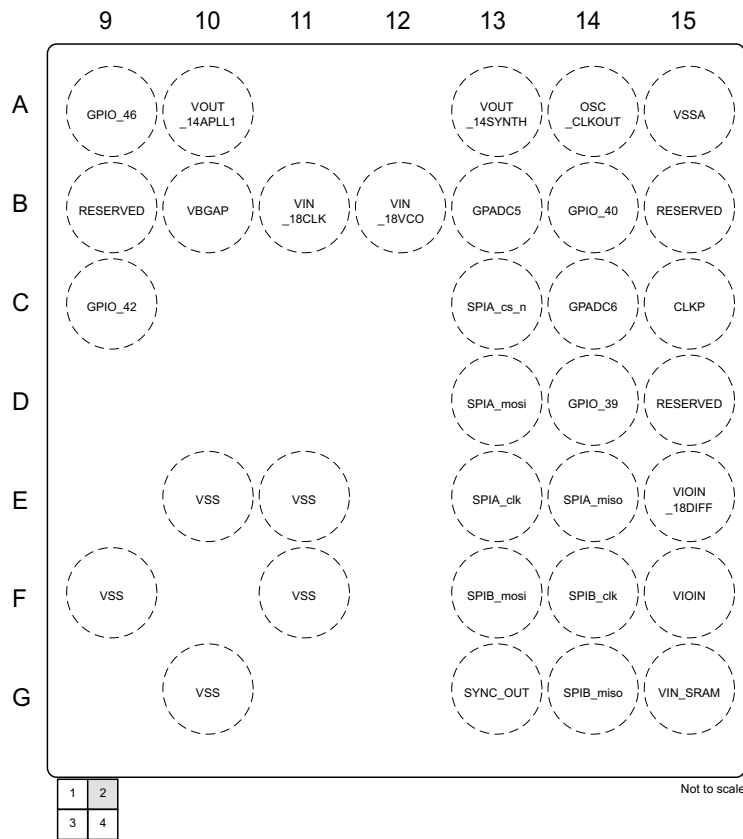 9 10 11 12 13 14 15
A GPIO_46 VOUT _14APLL1 VOUT _14SYNTH OSC _CLKOUT VSSA
B RESERVED VBGAP VIN _18CLK VIN _18VCO GPADC5 GPIO_40 RESERVED
C GPIO_42 SPIA_cs_n GPADC6 CLKP
D SPIA_mosi GPIO_39 RESERVED
E VSS VSS SPIA_clk SPIA_miso VIOIN _18DIFF
F VSS VSS SPIB_mosi SPIB_clk VIOIN
G VSS SYNC_OUT SPIB_miso VIN_SRAM
1 2
3 4
Not to scale